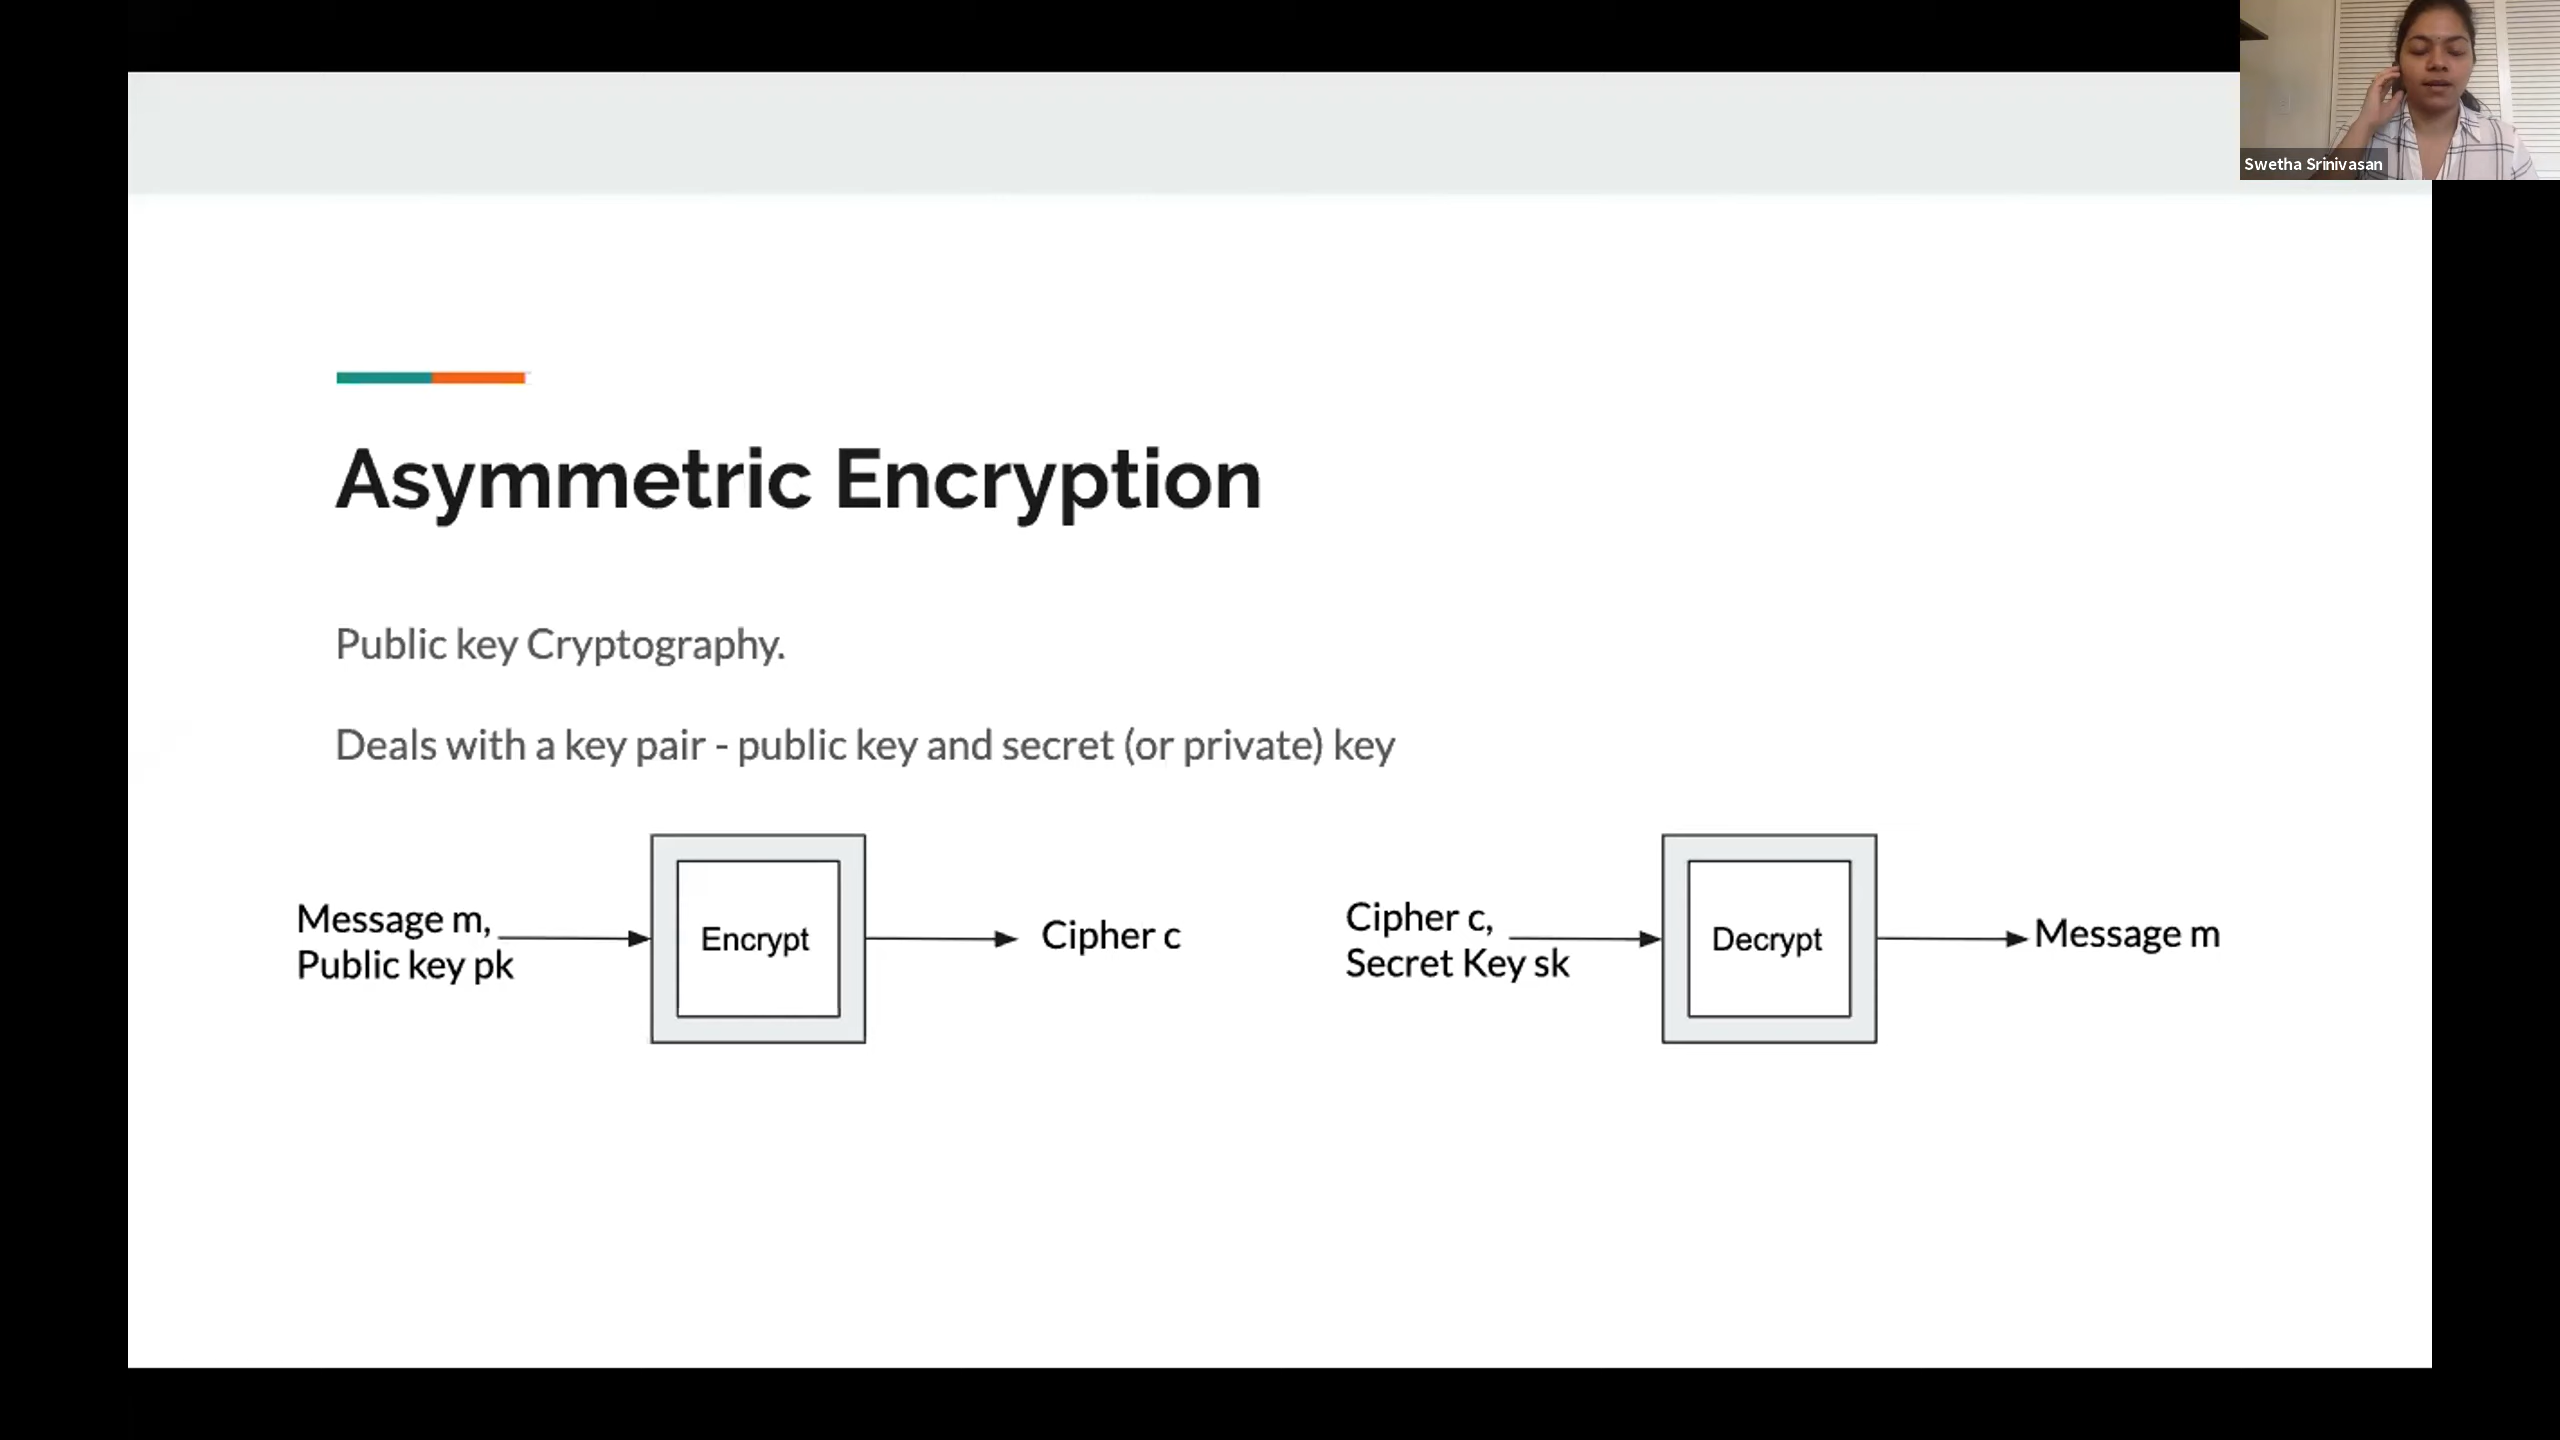 Swetha Srinivasan
Asymmetric Encryption
Public key Cryptography.
Deals with a key pair - public key and secret (or private) key
Message m,
Public key pk
Encrypt
Cipher c
Cipher c,
Secret Key sk
Decrypt
Message m